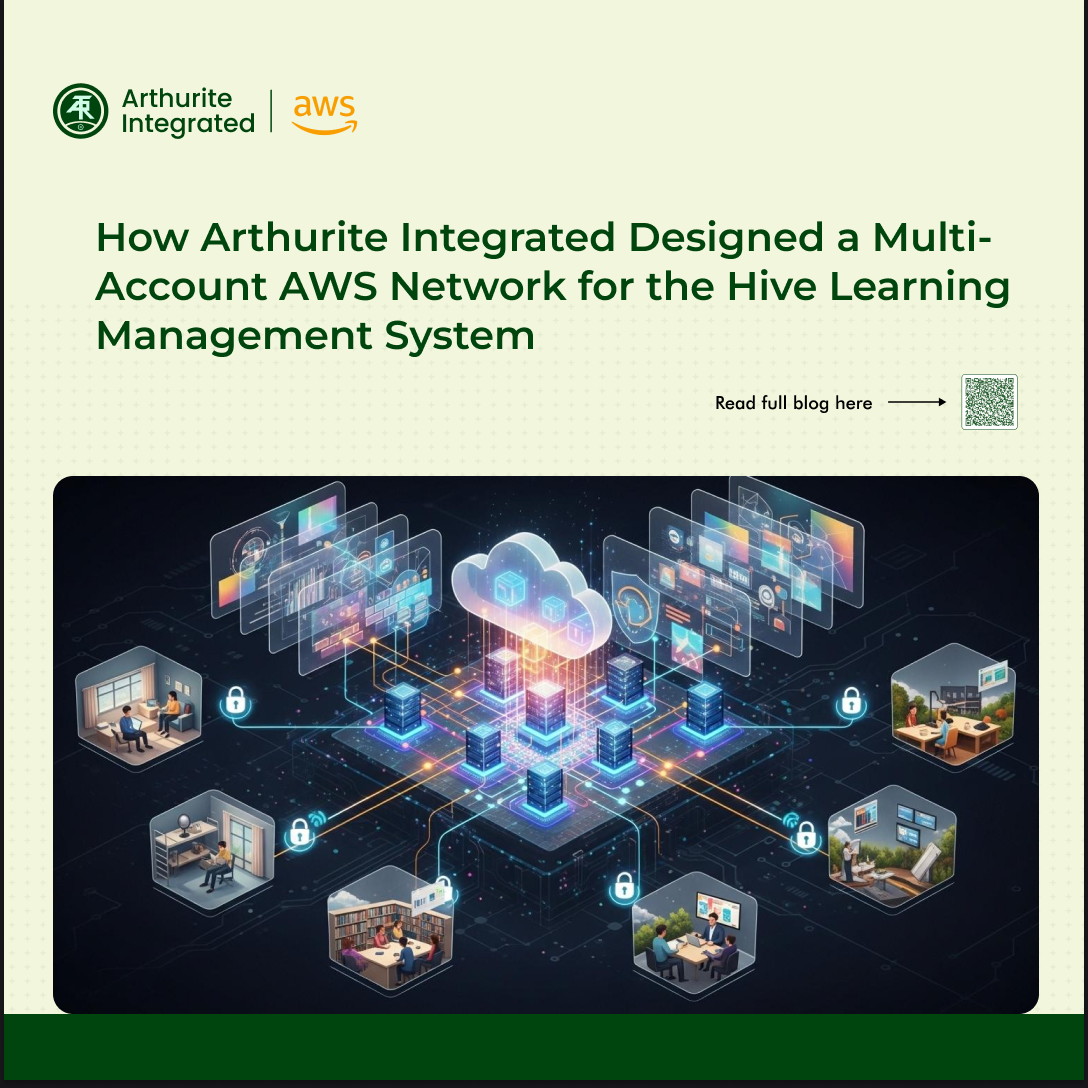 Arthurite
Integrated
aws
How Arthurite Integrated Designed a Multi-
Account AWS Network for the Hive Learning
Management System
Read full blog here